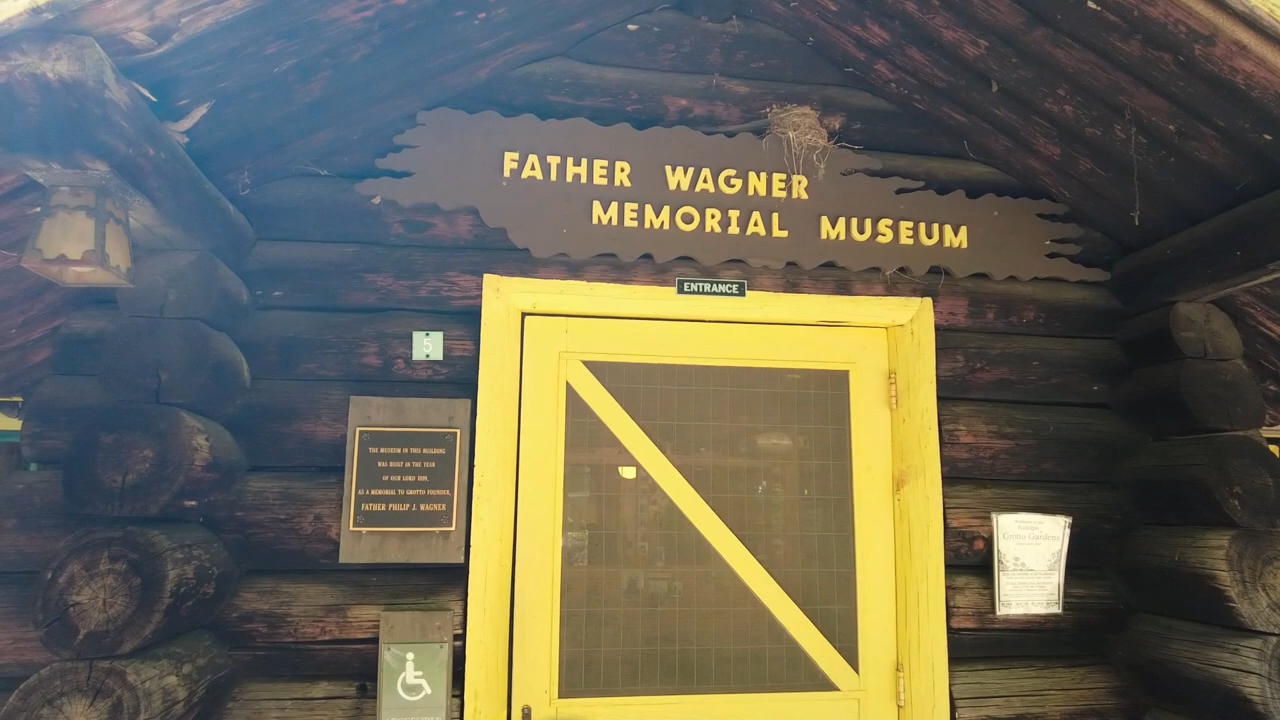 FATHER WAGNER
MEMORIAL MUSEUM
ENTRANCE
5
THE MUSEUM IN THIS BUILDING
WAS BUILT IN THE YEAR
OF OUR LORD
AS A MEMORIAL TO GROTTO FOUNDER,
FATHER PHILIP J. WAGNER
Rudolph
Grotto Gardens